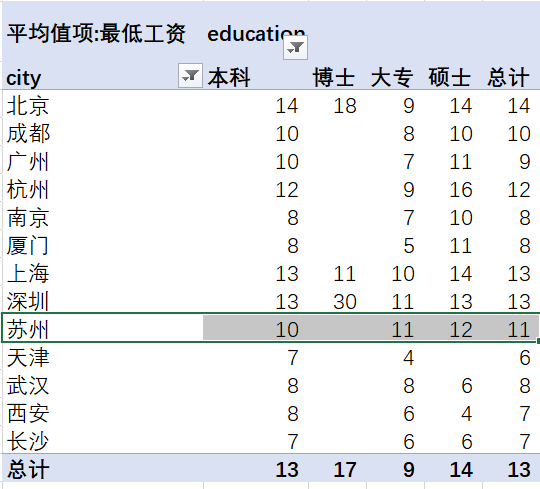 平均值项:最低工资 education
city 本科 博士 大专 硕士 总计
北京 14 18 9 14 14
成都 10 8 10 10
广州 10 7 11 9
杭州 12 9 16 12
南京 8 7 10 8
厦门 8 5 11 8
上海 13 11 10 14 13
深圳 13 30 11 13 13
苏州 10 11 12 11
天津 7 4 6
武汉 8 8 6 8
西安 8 6 4 7
长沙 7 6 6 7
总计 13 17 9 14 13